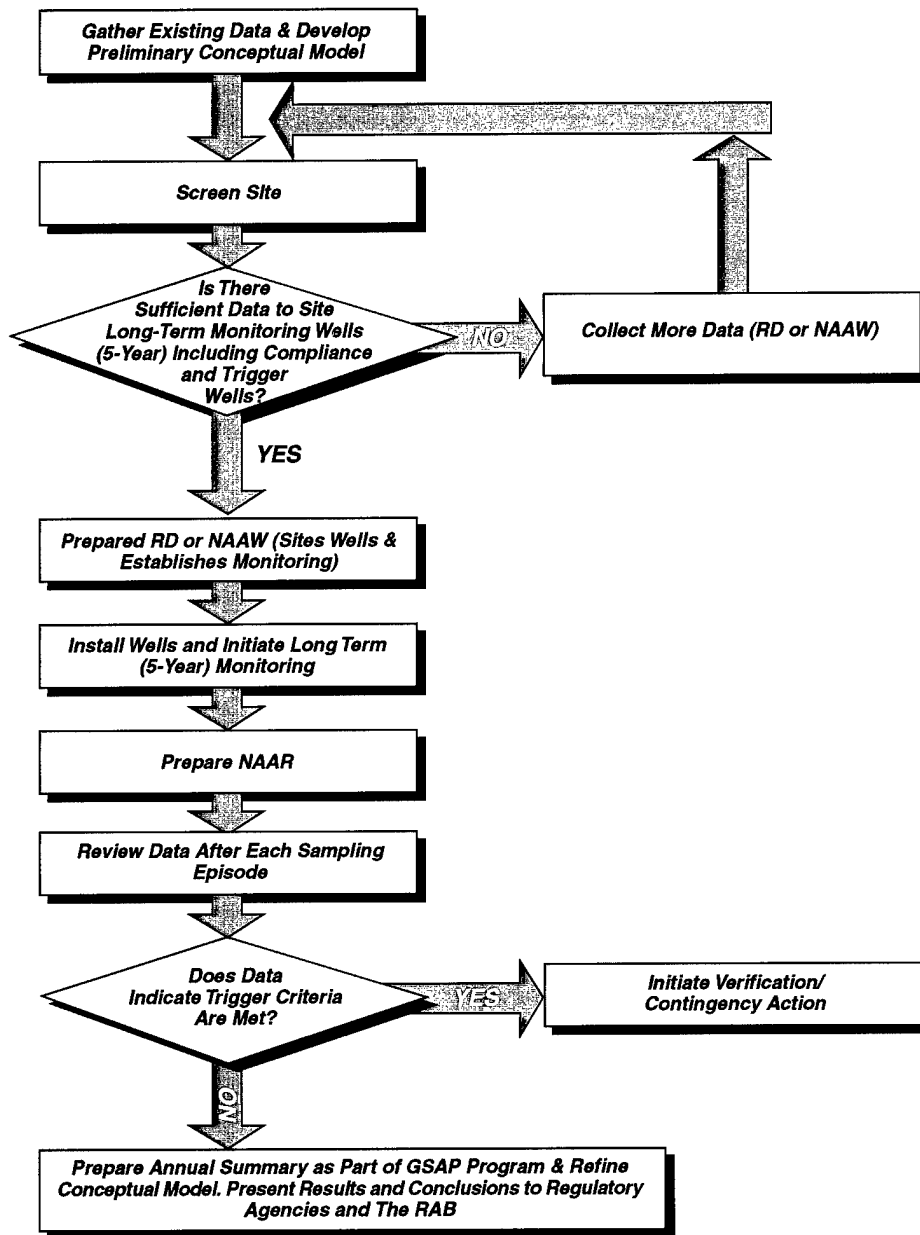 Gather Existing Data & Develop
Preliminary Conceptual Model
Screen Site
Is There
Sufficient Data to Site
Long-Term Monitoring Wells
(5-Year) Including Compliance
and Trigger
Wells?
NO
Collect More Data (RD or NAAW)
YES
Prepared RD or NAAW (Sites Wells &
Establishes Monitoring)
Install Wells and Initiate Long Term
(5-Year) Monitoring
Prepare NAAR
Review Data After Each Sampling
Episode
Does Data
Indicate Trigger Criteria
Are Met?
YES
Initiate Verification/
Contingency Action
NO
Prepare Annual Summary as Part of GSAP Program & Refine
Conceptual Model. Present Results and Conclusions to Regulatory
Agencies and The RAB